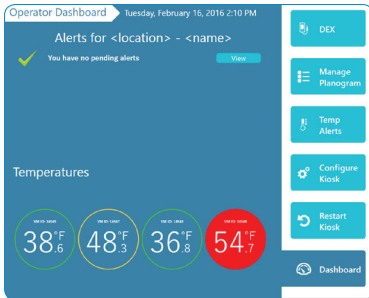 Operator Dashboard
Tuesday, February 16, 2016 2:10 PM
Alerts for <location> - <name>
You have no pending alerts
View
Temperatures
38.6 °F
48.3 °F
36.8 °F
54.7 °F
DEX
Manage
Planogram
Temp
Alerts
Configure
Kiosk
Restart
Kiosk
Dashboard